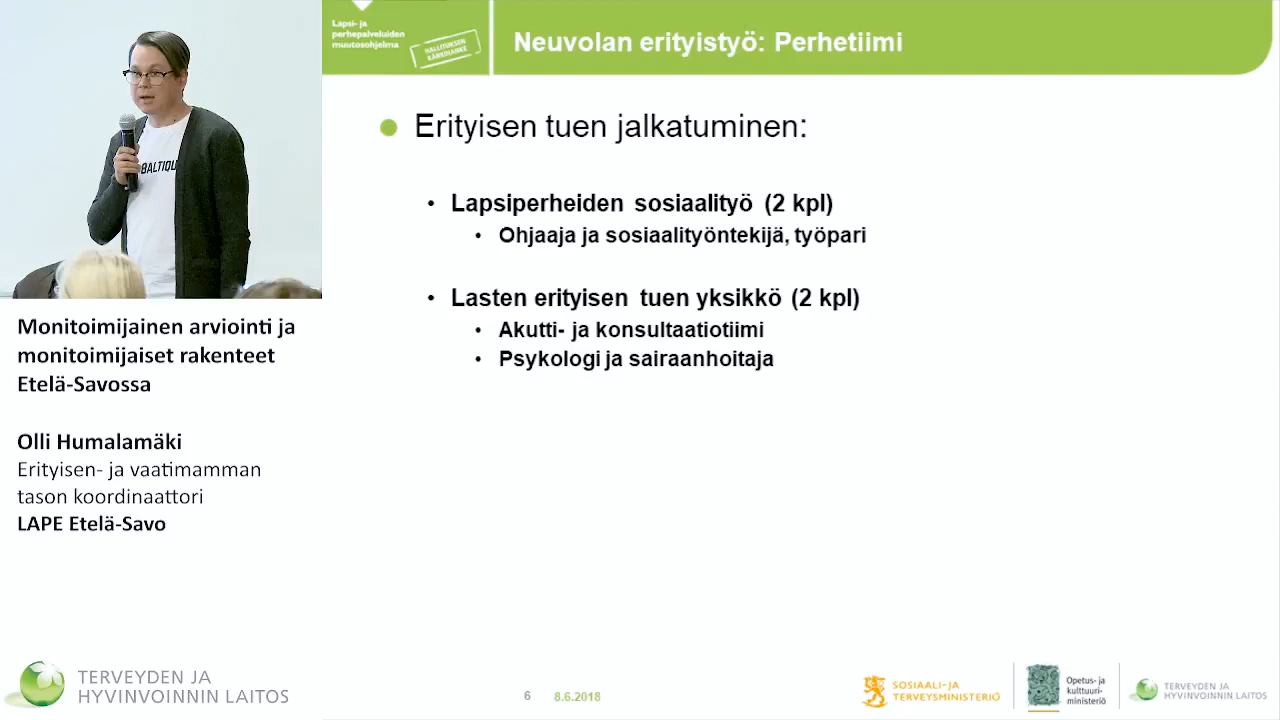 Lapsi- ja
perhepalveluiden
muutosohjelma
HALLITUKSEN
KÄRKIHANKE
Neuvolan erityistyö: Perhetiimi
BALTIQU
Erityisen tuen jalkatuminen:
Lapsiperheiden sosiaalityö (2 kpl)
Ohjaaja ja sosiaalityöntekijä, työpari
Lasten erityisen tuen yksikkö (2 kpl)
Akutti- ja konsultaatiotiimi
Psykologi ja sairaanhoitaja
Monitoimijainen arviointi ja
monitoimijaiset rakenteet
Etelä-Savossa
Olli Humalamäki
Erityisen- ja vaatimamman
tason koordinaattori
LAPE Etelä-Savo
TERVEYDEN JA
HYVINVOINNIN LAITOS
6 8.6.2018
SOSIAALI- JA
TERVEYSMINISTERIÖ
Opetus- ja
kulttuuri-
ministeriö
TERVEYDEN JA
HYVINVOINNIN LAITOS